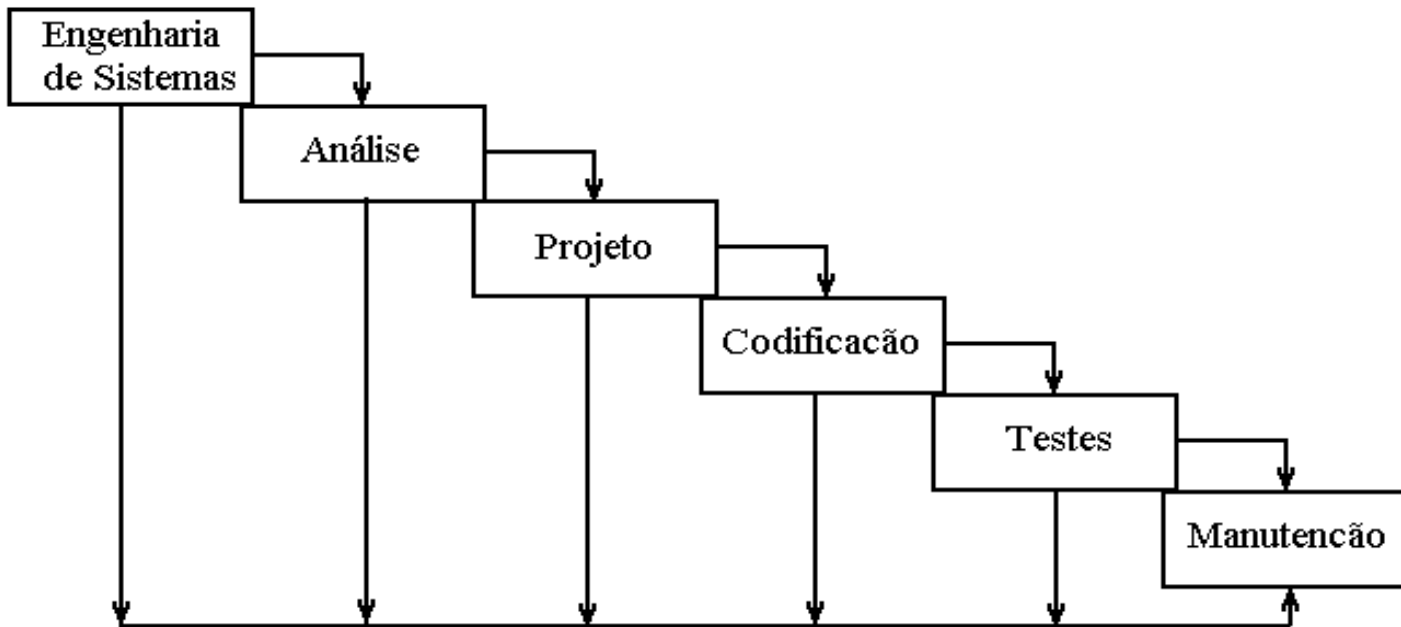 Engenharia
de Sistemas
Análise
Projeto
Codificacão
Testes
Manutencão